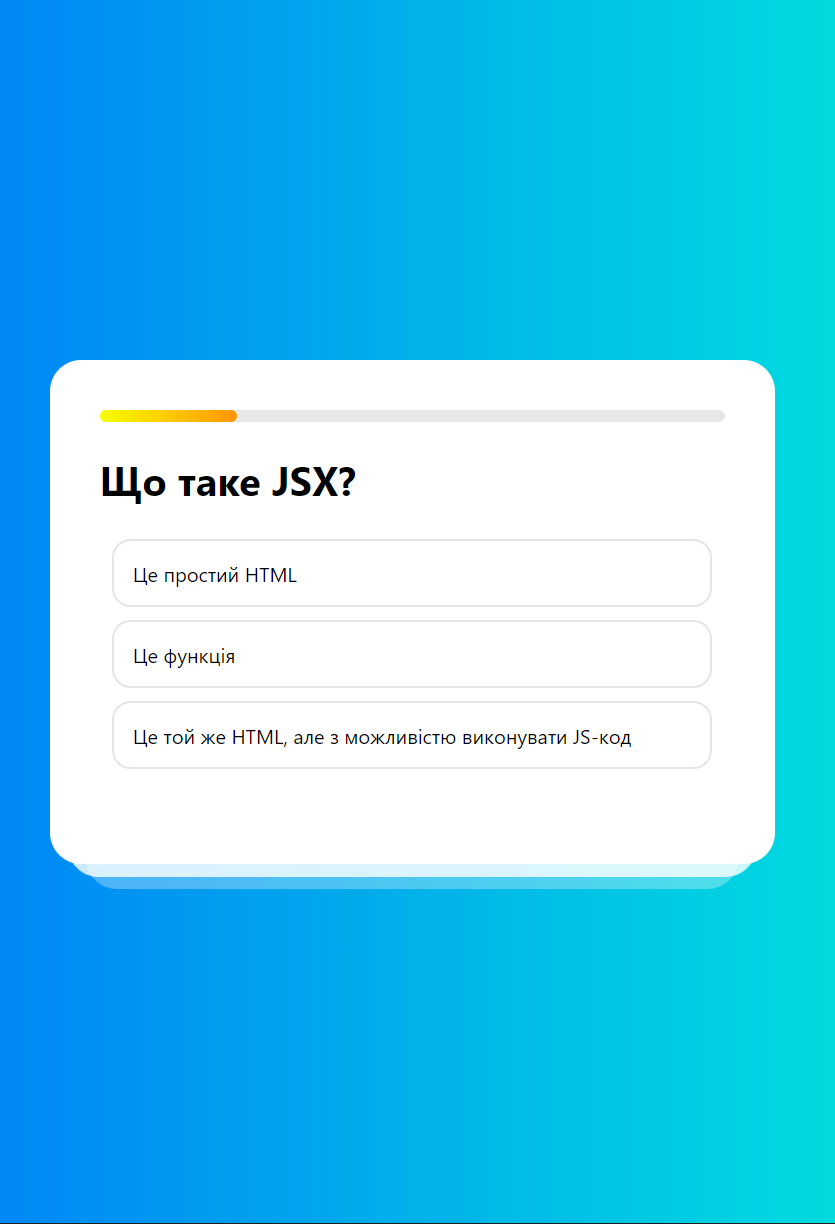 Що таке JSX?
Це простий HTML
Це функція
Це той же HTML, але з можливістю виконувати JS-код